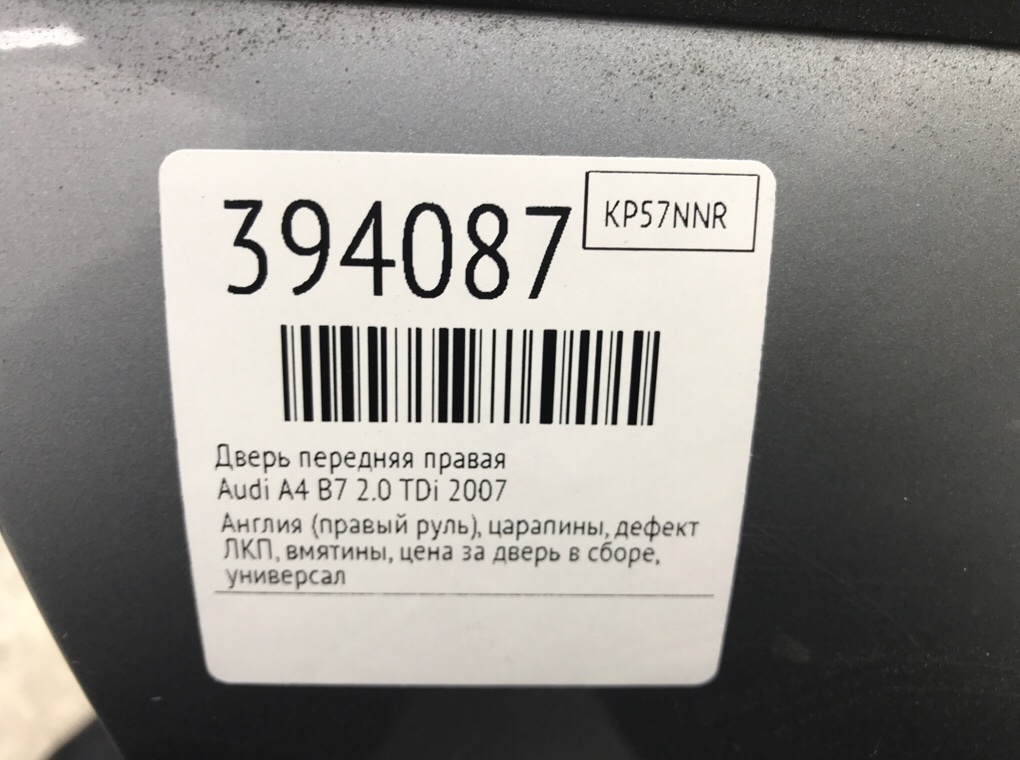 394087
KP57NNR
Дверь передняя правая
Audi A4 B7 2.0 TDi 2007
Англия (правый руль), царапины, дефект
ЛКП, вмятины, цена за дверь в сборе,
универсал